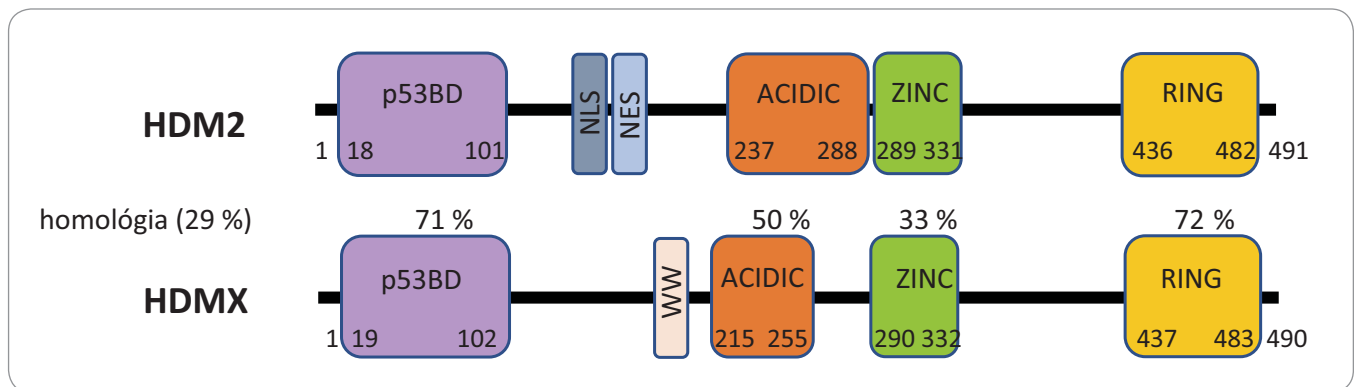 p53BD NLS NES ACIDIC ZINC RING
HDM2
1 18 101 237 288 289 331 436 482 491
homológia (29 %) 71 % 50 % 33 % 72 %
p53BD WW ACIDIC ZINC RING
HDMX
1 19 102 215 255 290 332 437 483 490